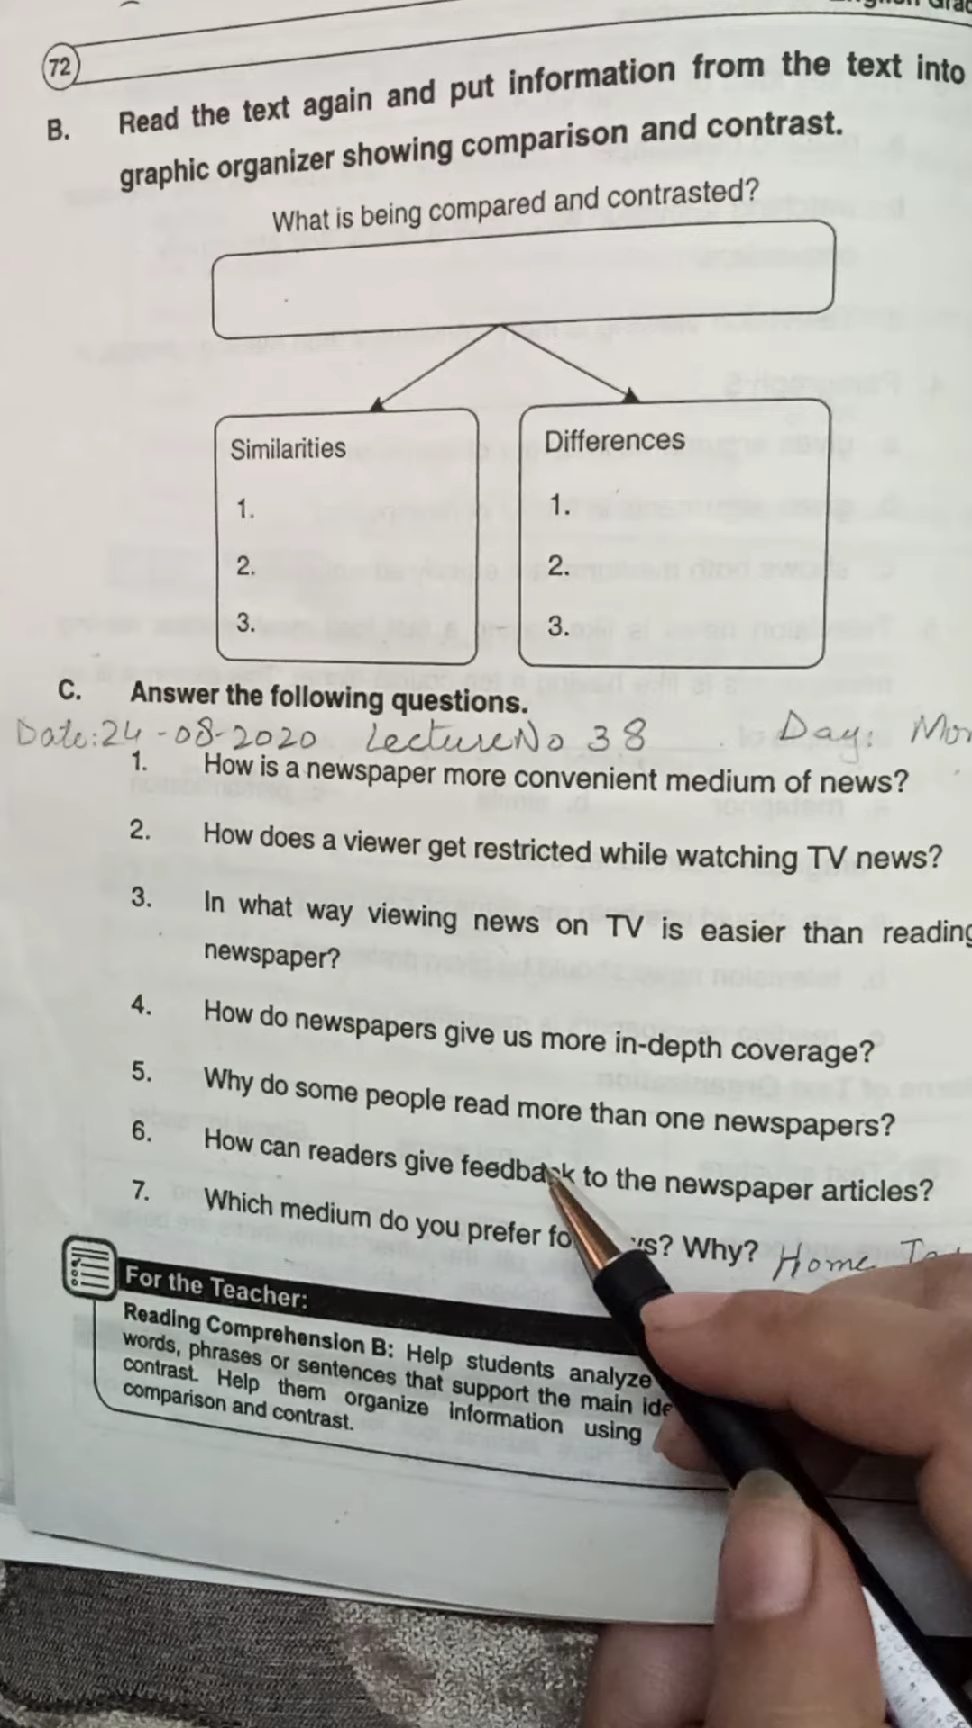 72
B. Read the text again and put information from the text into
graphic organizer showing comparison and contrast.
What is being compared and contrasted?
Similarities
1.
2.
3.
Differences
1.
2.
3.
C. Answer the following questions.
Date: 24-08-2020 Lecture No 38 Day:
1. How is a newspaper more convenient medium of news?
2. How does a viewer get restricted while watching TV news?
3. In what way viewing news on TV is easier than reading
newspaper?
4. How do newspapers give us more in-depth coverage?
5. Why do some people read more than one newspapers?
6. How can readers give feedback to the newspaper articles?
7. Which medium do you prefer Why? Home
For the Teacher:
Reading Comprehension B: Help students analyze
words, phrases or sentences that support the main
contrast. Help them organize information using
comparison and contrast.